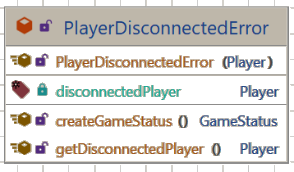 PlayerDisconnectedError
PlayerDisconnectedError (Player)
disconnectedPlayer Player
createGameStatus () GameStatus
getDisconnectedPlayer () Player